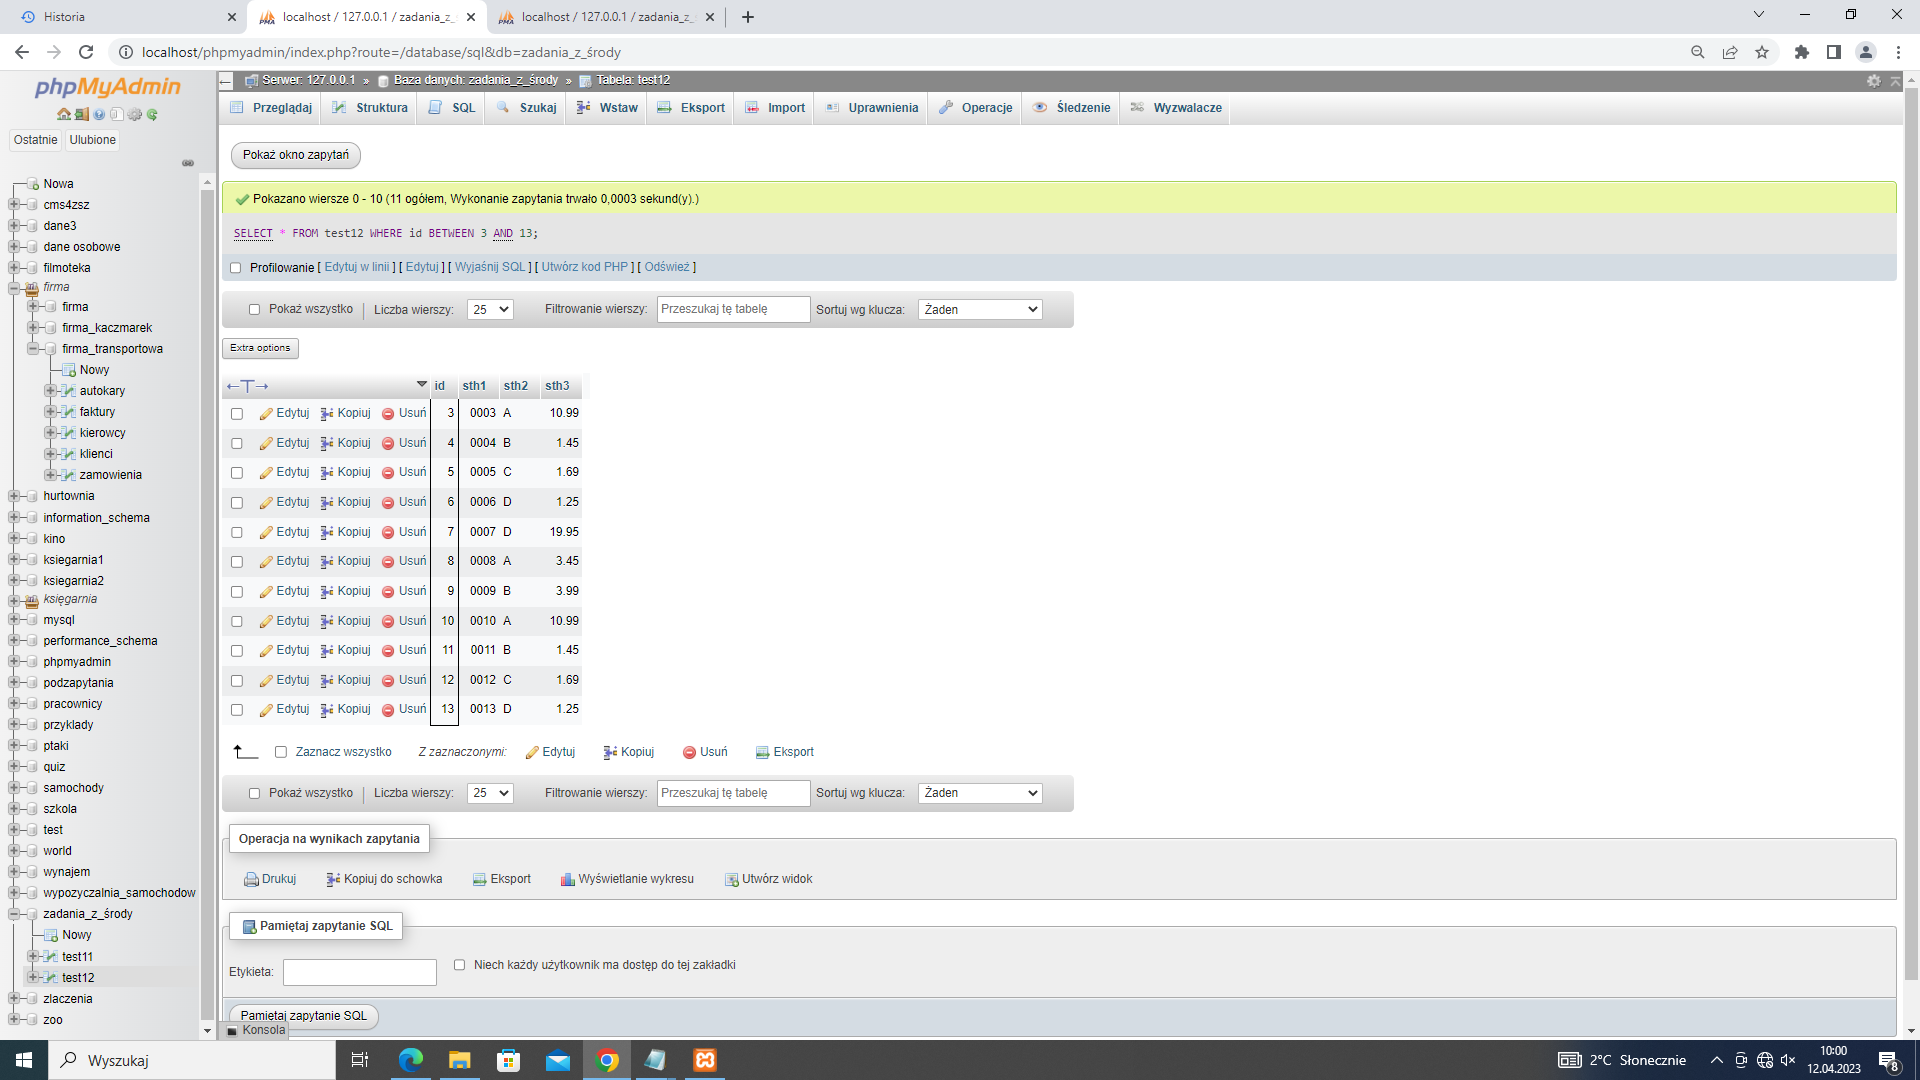 Historia
localhost / 127.0.0.1 / zadania_z_ś
localhost / 127.0.0.1 / zadania_z_
localhost/phpmyadmin/index.php?route=/database/sql&db=zadania_z_środy
phpMyAdmin
Ostatnie Ulubione
Nowa
cms4zsz
dane3
dane osobowe
filmoteka
firma
firma
firma_kaczmarek
firma_transportowa
Nowy
autokary
faktury
kierowcy
klienci
zamowienia
hurtownia
information_schema
kino
ksiegarnia1
ksiegarnia2
księgarnia
mysql
performance_schema
phpmyadmin
podzapytania
pracownicy
przyklady
ptaki
quiz
samochody
szkola
test
world
wynajem
wypozyczalnia_samochodow
zadania_z_środy
Nowy
test11
test12
zlaczenia
zoo
Serwer: 127.0.0.1 » Baza danych: zadania_z_środy » Tabela: test12
Przeglądaj Struktura SQL Szukaj Wstaw Eksport Import Uprawnienia Operacje Śledzenie Wyzwalacze
Pokaż okno zapytań
Pokazano wiersze 0 - 10 (11 ogółem, Wykonanie zapytania trwało 0,0003 sekund(y).)
SELECT * FROM test12 WHERE id BETWEEN 3 AND 13;
Profilowanie [ Edytuj w linii ] [ Edytuj ] [ Wyjaśnij SQL ] [ Utwórz kod PHP ] [ Odśwież ]
Pokaż wszystko Liczba wierszy: 25 Filtrowanie wierszy: Przeszukaj tę tabelę Sortuj wg klucza: Żaden
Extra options
←T→ id sth1 sth2 sth3
Edytuj Kopiuj Usuń 3 0003 A 10.99
Edytuj Kopiuj Usuń 4 0004 B 1.45
Edytuj Kopiuj Usuń 5 0005 C 1.69
Edytuj Kopiuj Usuń 6 0006 D 1.25
Edytuj Kopiuj Usuń 7 0007 D 19.95
Edytuj Kopiuj Usuń 8 0008 A 3.45
Edytuj Kopiuj Usuń 9 0009 B 3.99
Edytuj Kopiuj Usuń 10 0010 A 10.99
Edytuj Kopiuj Usuń 11 0011 B 1.45
Edytuj Kopiuj Usuń 12 0012 C 1.69
Edytuj Kopiuj Usuń 13 0013 D 1.25
Zaznacz wszystko Z zaznaczonymi: Edytuj Kopiuj Usuń Eksport
Pokaż wszystko Liczba wierszy: 25 Filtrowanie wierszy: Przeszukaj tę tabelę Sortuj wg klucza: Żaden
Operacja na wynikach zapytania
Drukuj Kopiuj do schowka Eksport Wyświetlanie wykresu Utwórz widok
Pamiętaj zapytanie SQL
Etykieta: Niech każdy użytkownik ma dostęp do tej zakładki
Pamiętaj zapytanie SQL
Konsola
Wyszukaj
2°C Słonecznie
10:00
12.04.2023
8